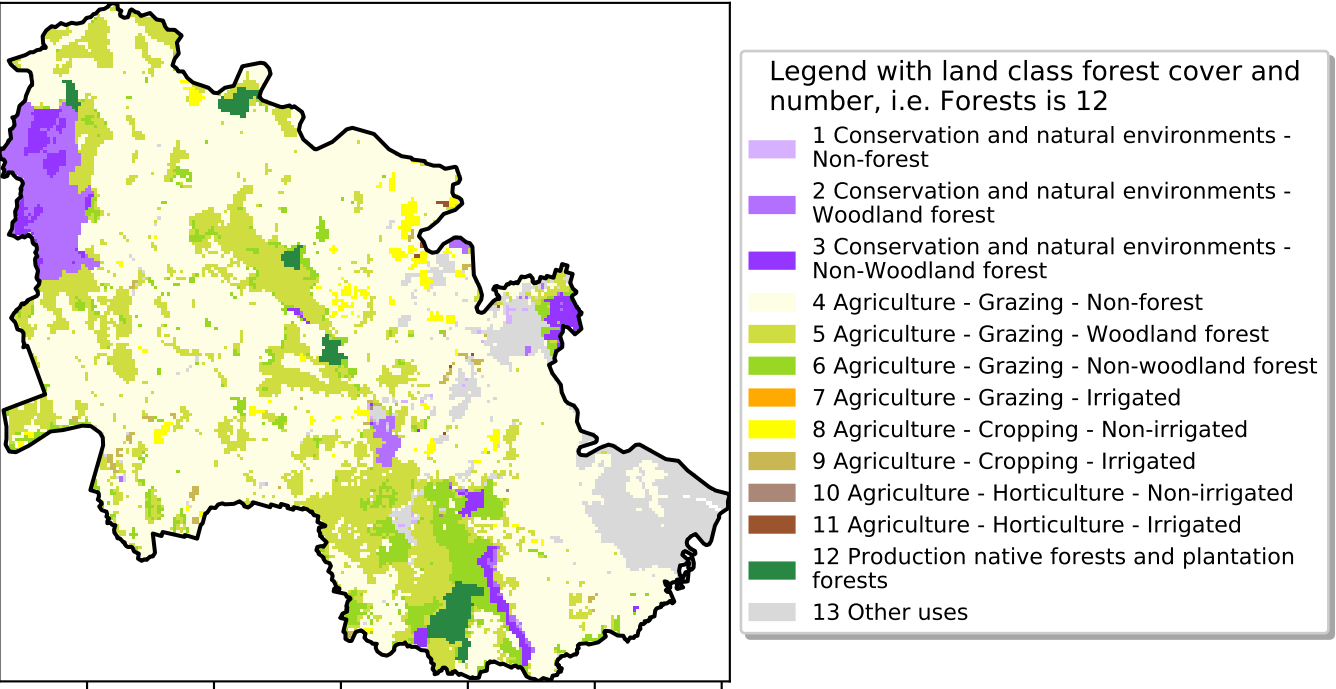 Legend with land class forest cover and
number, i.e. Forests is 12
1 Conservation and natural environments -
Non-forest
2 Conservation and natural environments -
Woodland forest
3 Conservation and natural environments -
Non-Woodland forest
4 Agriculture - Grazing - Non-forest
5 Agriculture - Grazing - Woodland forest
6 Agriculture - Grazing - Non-woodland forest
7 Agriculture - Grazing - Irrigated
8 Agriculture - Cropping - Non-irrigated
9 Agriculture - Cropping - Irrigated
10 Agriculture - Horticulture - Non-irrigated
11 Agriculture - Horticulture - Irrigated
12 Production native forests and plantation
forests
13 Other uses